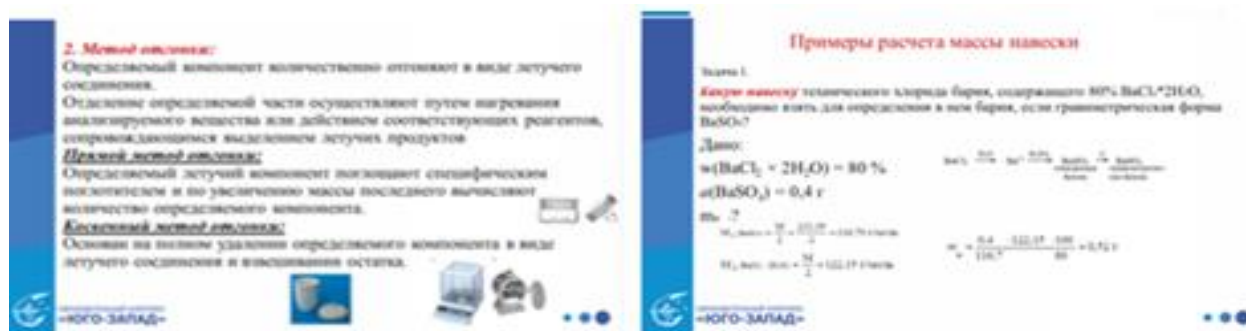 2. Метод отгонки:
Определяемый компонент количественно отгоняют в виде летучего
соединения.
Отделение определяемой части осуществляют путем нагревания
анализируемого вещества или действием соответствующих реагентов,
сопровождающимся выделением летучих продуктов
Прямой метод отгонки:
Определяемый летучий компонент поглощают специфическим
поглотителем и по увеличению массы последнего вычисляют
количество определяемого компонента.
Косвенный метод отгонки:
Основан на полном удалении определяемого компонента в виде
летучего соединения и взвешивании остатка.
«ЮГО-ЗАПАД»
Примеры расчета массы навески
Задача 1.
Какую навеску технического хлорида бария, содержащего 80% BaCl₂*2H₂O,
необходимо взять для определения в нем бария, если гравиметрическая форма
BaSO₄?
Дано:
w(BaCl₂ × 2H₂O) = 80 %
a(BaSO₄) = 0,4 г
«ЮГО-ЗАПАД»